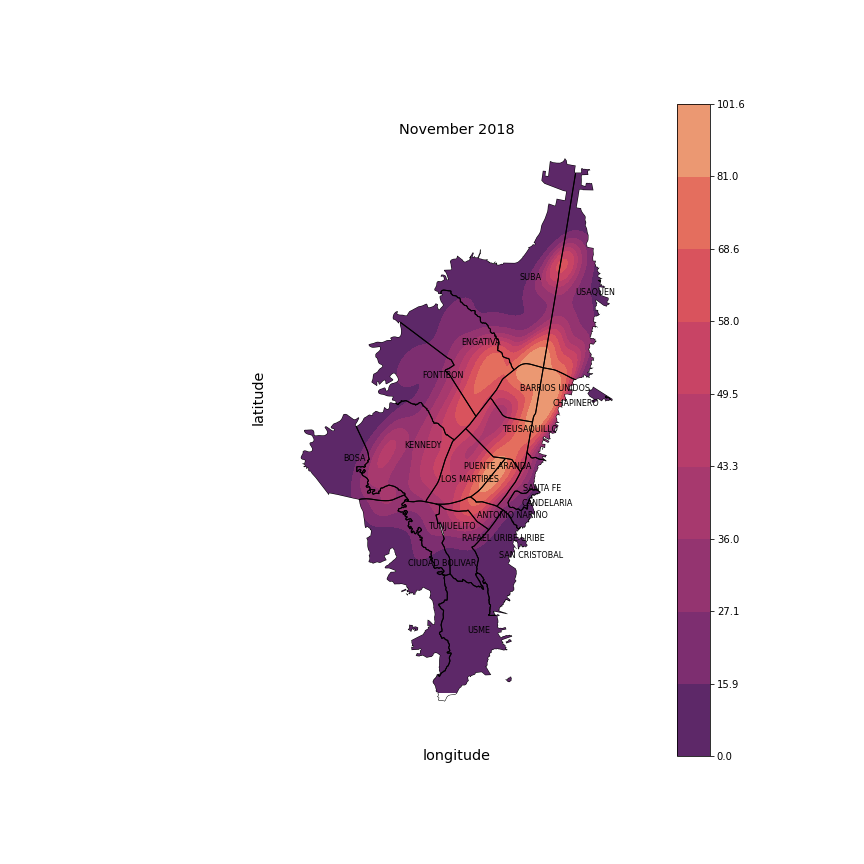 November 2018
101.6
81.0
68.6
58.0
49.5
43.3
36.0
27.1
15.9
0.0
SUBA
USAQUEN
ENGATIVA
FONTIBON
BARRIOS UNIDOS
CHAPINERO
TEUSAQUILLO
KENNEDY
BOSA
PUENTE ARANDA
LOS MARTIRES
SANTA FE
CANDELARIA
ANTONIO NARIÑO
TUNJUELITO
RAFAEL URIBE URIBE
SAN CRISTOBAL
CIUDAD BOLIVAR
USME
latitude
longitude